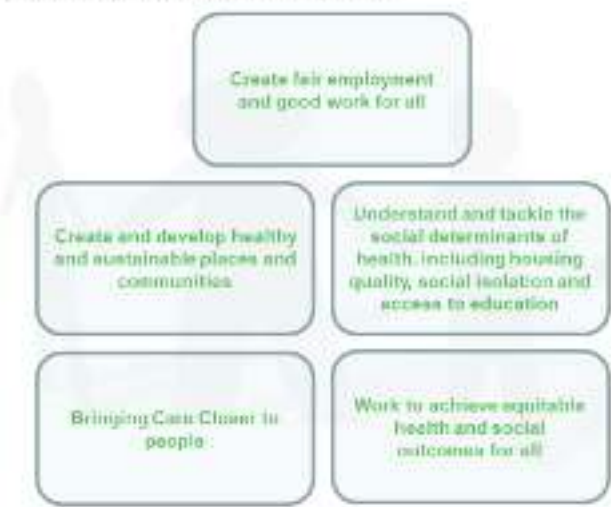 Create fair employment
and good work for all
Create and develop healthy
and sustainable places and
communities
Understand and tackle the
social determinants of
health, including housing
quality, social isolation and
access to education
Bringing Care Closer to
people
Work to achieve equitable
health and social
outcomes for all